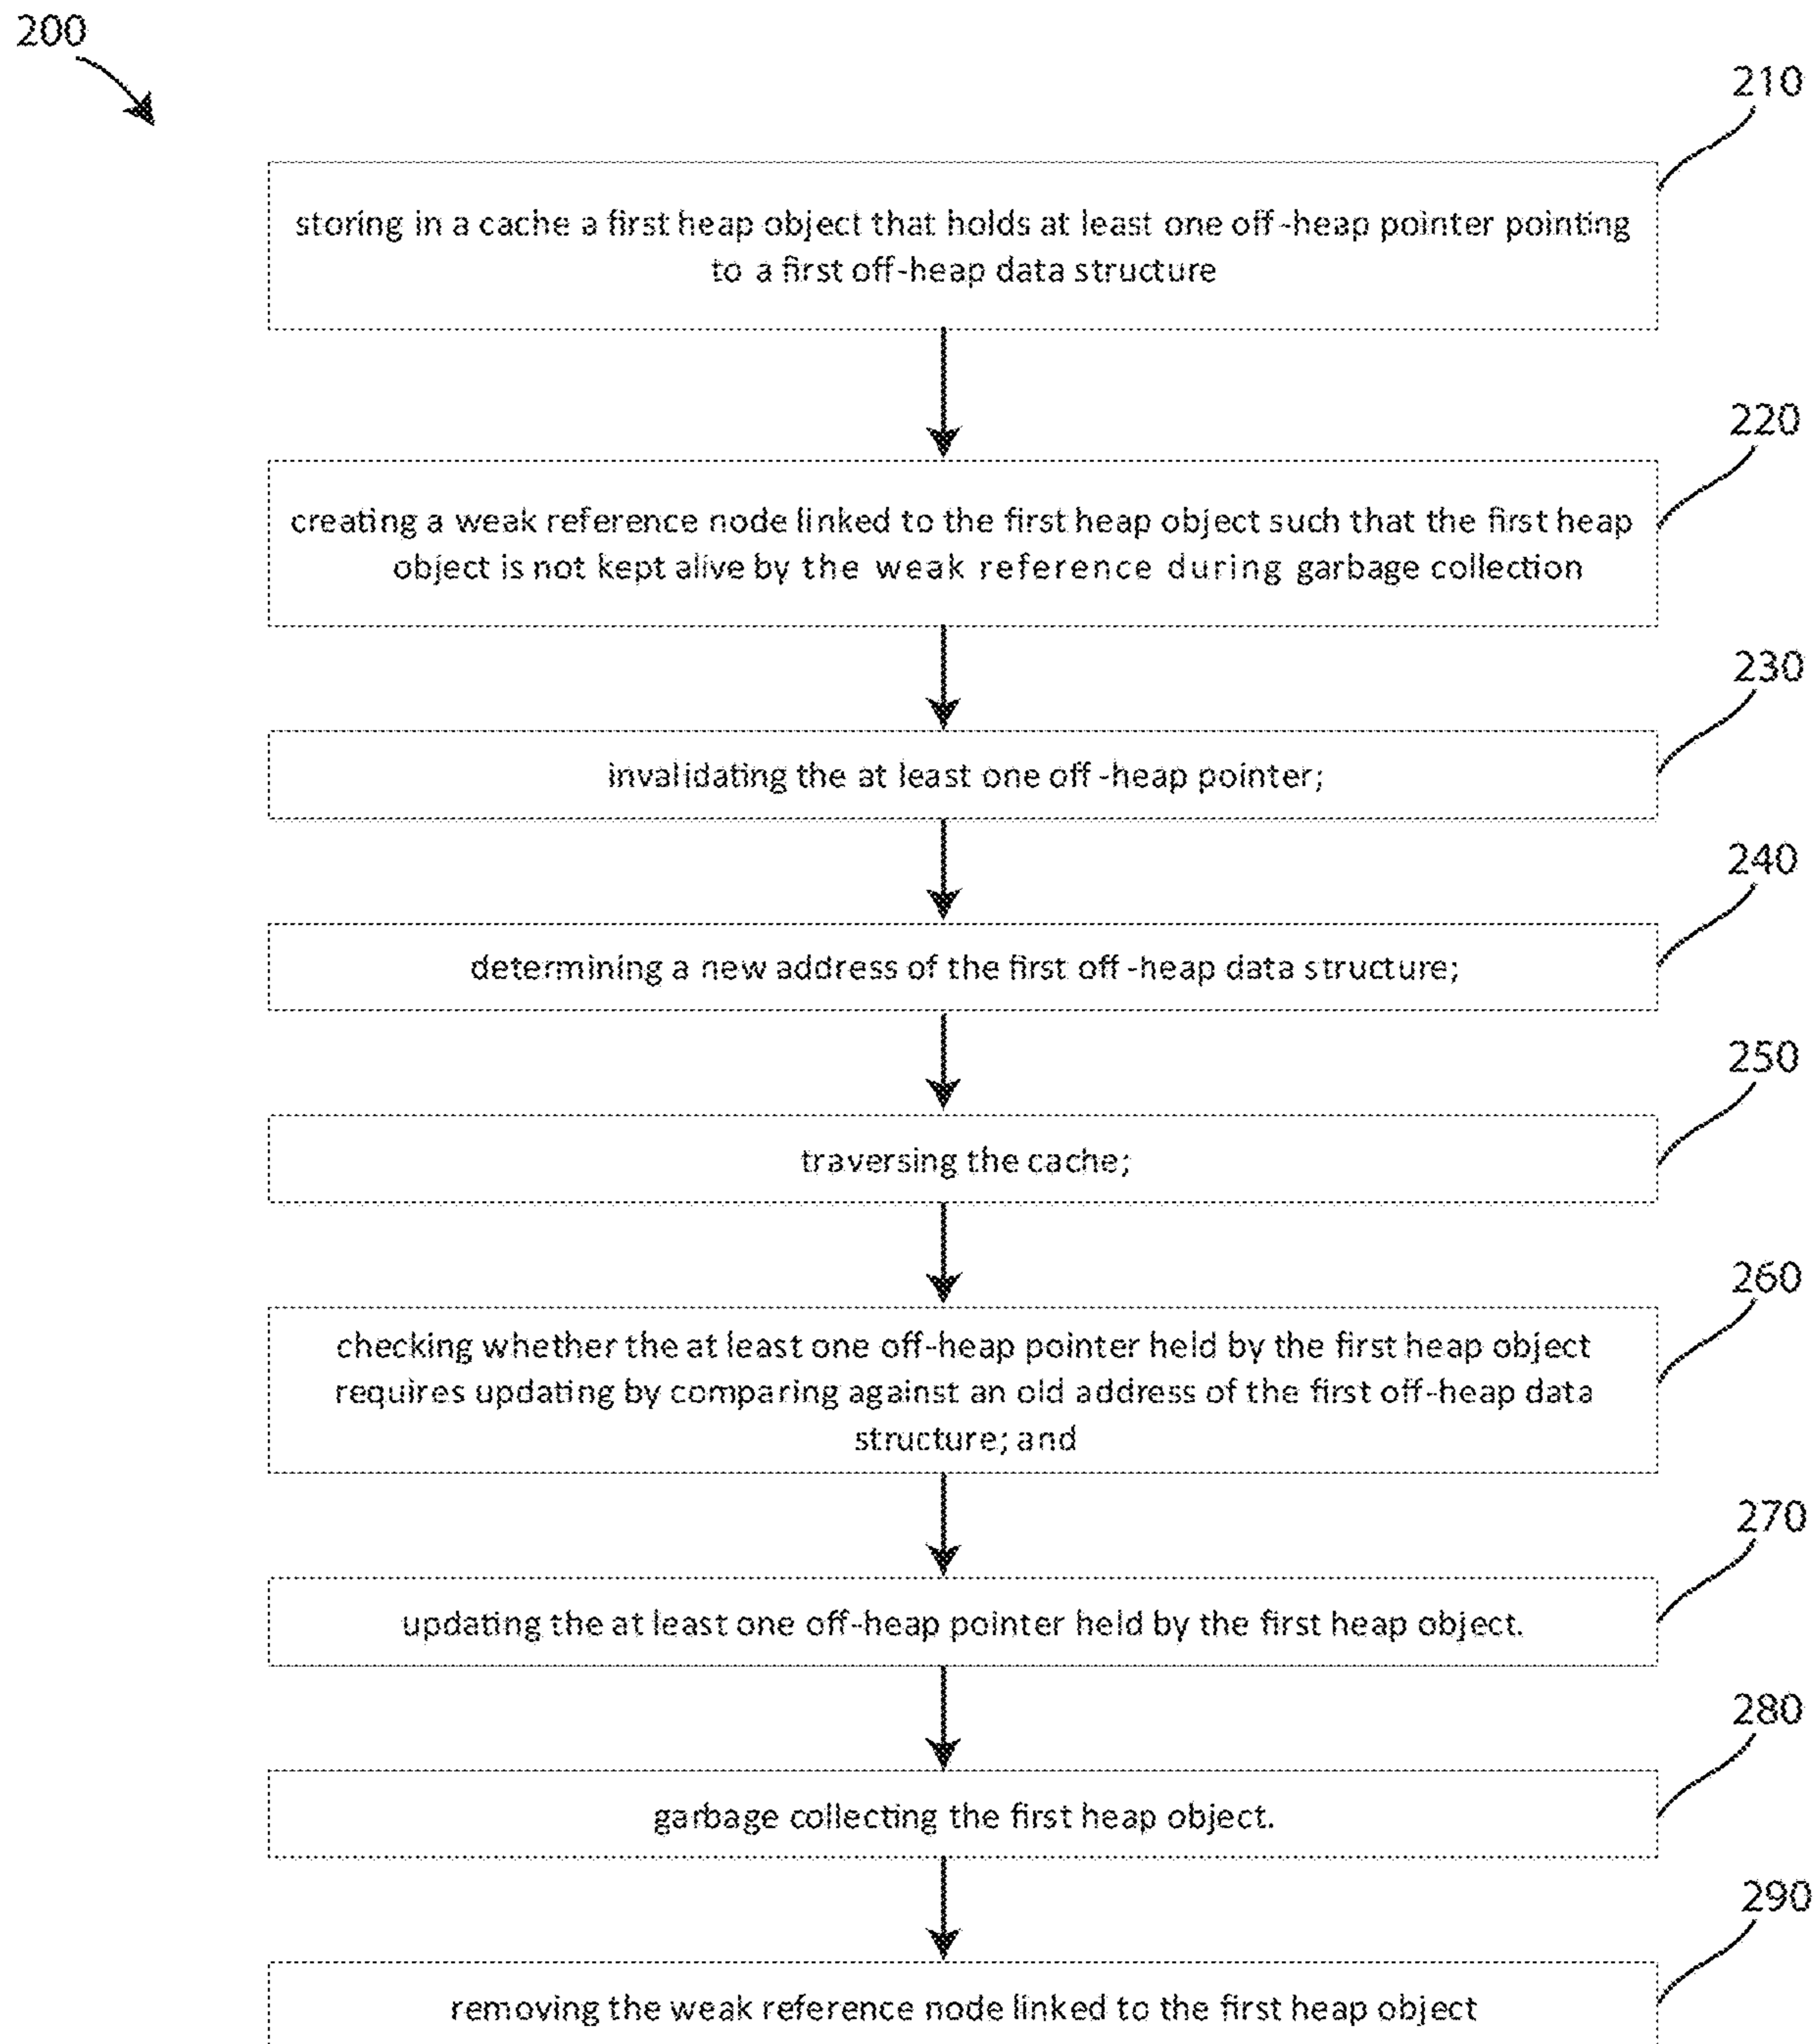 200
210
storing in a cache a first heap object that holds at least one off-heap pointer pointing
to a first off-heap data structure
220
creating a weak reference node linked to the first heap object such that the first heap
object is not kept alive by the weak reference during garbage collection
230
invalidating the at least one off-heap pointer;
240
determining a new address of the first off-heap data structure;
250
traversing the cache;
260
checking whether the at least one off-heap pointer held by the first heap object
requires updating by comparing against an old address of the first off-heap data
structure; and
270
updating the at least one off-heap pointer held by the first heap object.
280
garbage collecting the first heap object.
290
removing the weak reference node linked to the first heap object